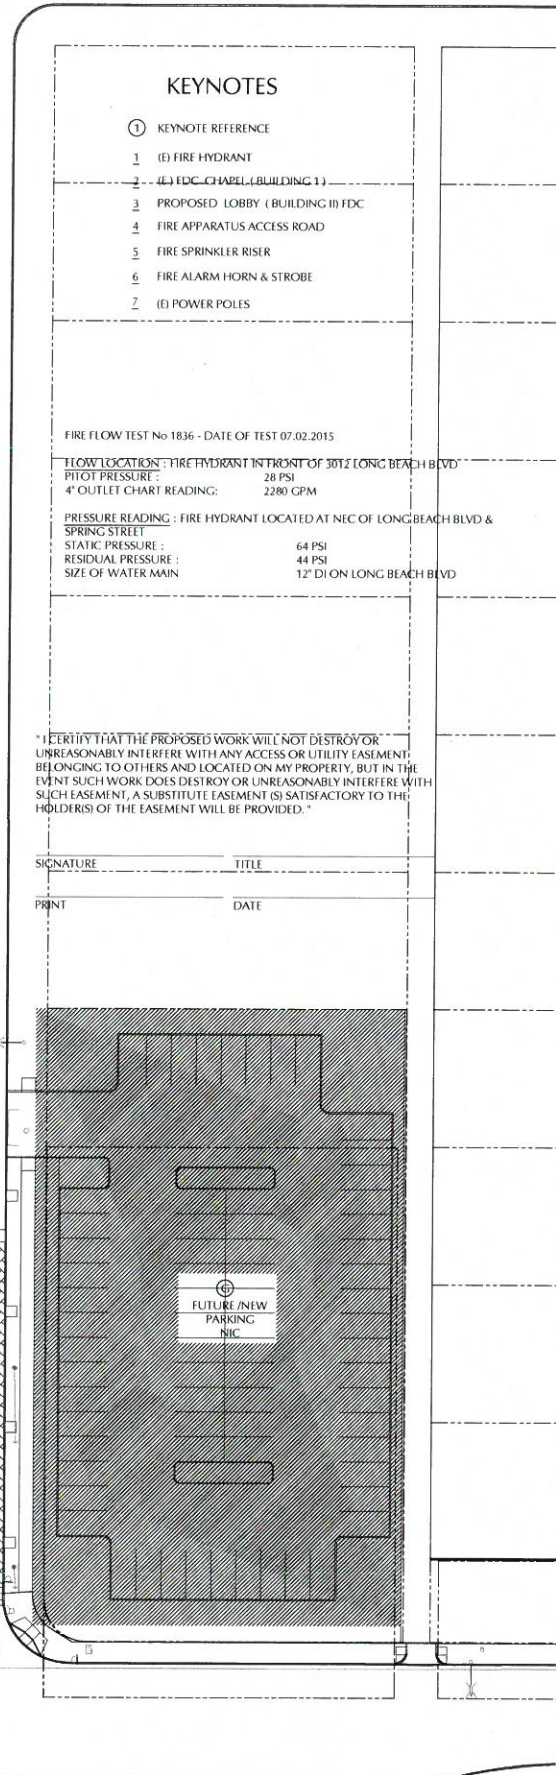 KEYNOTES
1 KEYNOTE REFERENCE
1 (E) FIRE HYDRANT
2 (E) FDC CHAPEL ( BUILDING 1 )
3 PROPOSED LOBBY ( BUILDING II) FDC
4 FIRE APPARATUS ACCESS ROAD
5 FIRE SPRINKLER RISER
6 FIRE ALARM HORN & STROBE
7 (E) POWER POLES
FIRE FLOW TEST No 1836 - DATE OF TEST 07.02.2015
FLOW LOCATION : FIRE HYDRANT IN FRONT OF 3012 LONG BEACH BLVD
PITOT PRESSURE : 28 PSI
4" OUTLET CHART READING: 2280 GPM
PRESSURE READING : FIRE HYDRANT LOCATED AT NEC OF LONG BEACH BLVD &
SPRING STREET
STATIC PRESSURE : 64 PSI
RESIDUAL PRESSURE : 44 PSI
SIZE OF WATER MAIN 12" DI ON LONG BEACH BLVD
" I CERTIFY THAT THE PROPOSED WORK WILL NOT DESTROY OR
UNREASONABLY INTERFERE WITH ANY ACCESS OR UTILITY EASEMENT
BELONGING TO OTHERS AND LOCATED ON MY PROPERTY, BUT IN THE
EVENT SUCH WORK DOES DESTROY OR UNREASONABLY INTERFERE WITH
SUCH EASEMENT, A SUBSTITUTE EASEMENT (S) SATISFACTORY TO THE
HOLDER(S) OF THE EASEMENT WILL BE PROVIDED. "
SIGNATURE TITLE
PRINT DATE
G
FUTURE /NEW
PARKING
NIC